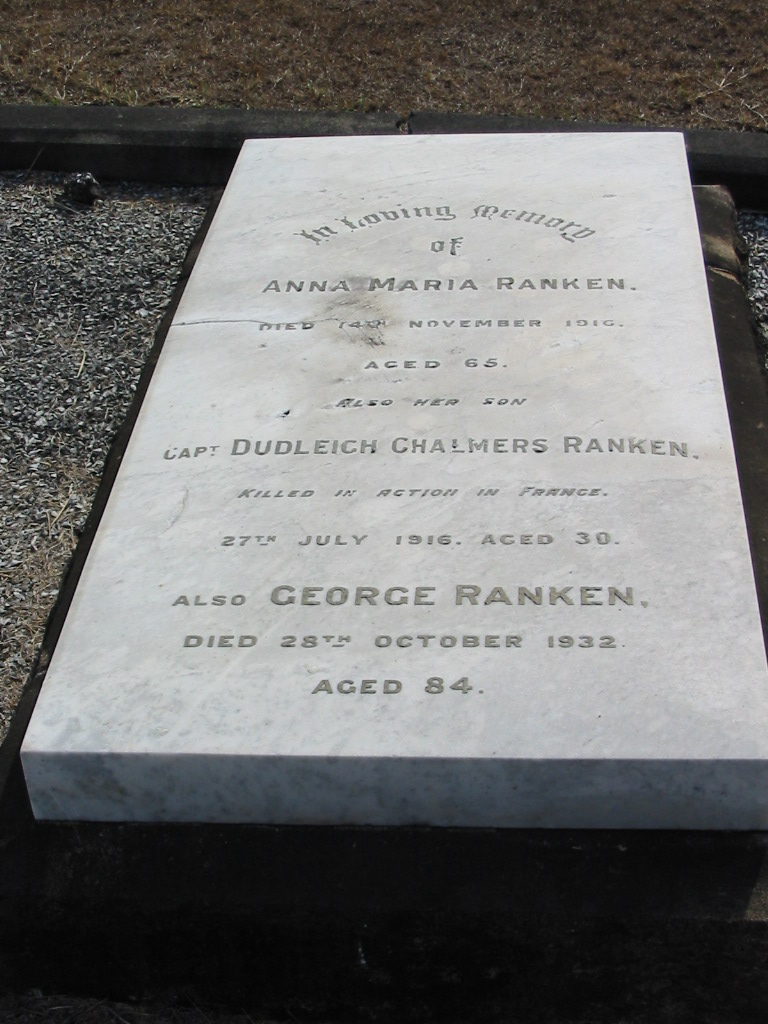 In Loving Memory
of
ANNA MARIA RANKEN.
DIED 14TH NOVEMBER 1916.
AGED 65.
ALSO HER SON
CAPT DUDLEIGH CHALMERS RANKEN.
KILLED IN ACTION IN FRANCE.
27TH JULY 1916. AGED 30.
ALSO GEORGE RANKEN,
DIED 28TH OCTOBER 1932.
AGED 84.